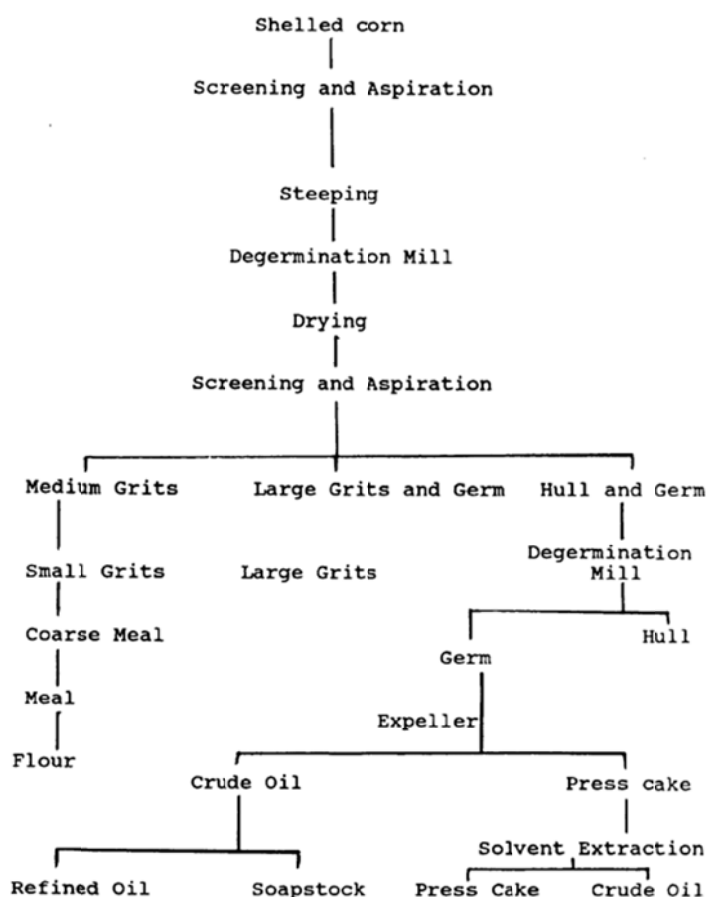 Shelled corn
Screening and Aspiration
Steeping
Degermination Mill
Drying
Screening and Aspiration
Medium Grits
Large Grits and Germ
Hull and Germ
Degermination
Mill
Small Grits
Large Grits
Coarse Meal
Hull
Germ
Meal
Expeller
Flour
Crude Oil
Press cake
Solvent Extraction
Refined Oil
Soapstock
Press Cake
Crude Oil